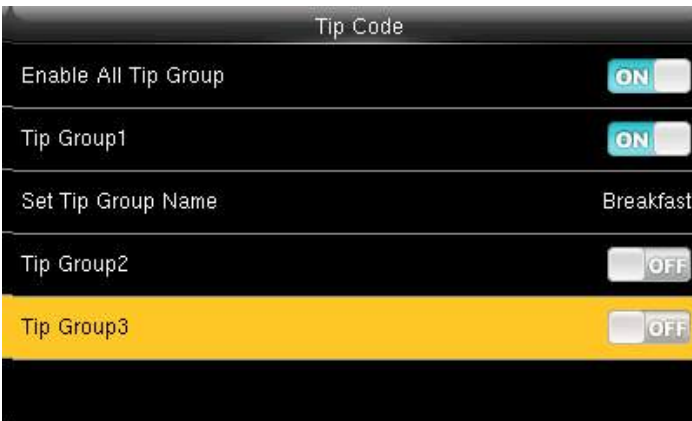 Tip Code
Enable All Tip Group ON
Tip Group1 ON
Set Tip Group Name Breakfast
Tip Group2 OFF
Tip Group3 OFF